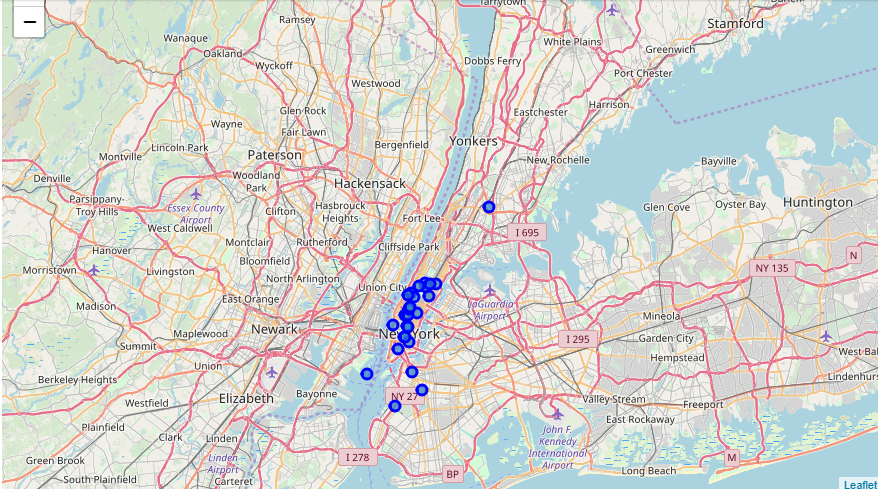 Tarrytown
−
Ramsey
Stamford
Wanaque
White Plains
Greenwich
Oakland
Dobbs Ferry
Wyckoff
Port Chester
Westwood
Harrison
Glen Rock
Eastchester
Wayne
Fair Lawn
Yonkers
Lincoln Park
Bergenfield
Montville
Paterson
New Rochelle
Bayville
Woodland
Park
Denville
Hackensack
Parsippany-
Troy Hills
Essex County
Airport
Clifton
Hasbrouck
Heights
Fort Lee
Glen Cove
Oyster Bay
Huntington
West Caldwell
I 695
Hanover
Montclair
Rutherford
Cliffside Park
N
Bloomfield
NY 135
Morristown
Livingston
North Arlington
Union City
East Orange
LaGuardia
Airport
Madison
Mineola
Newark
New York
Maplewood
I 295
Garden City
Summit
Hempstead
West Bab
Union
Berkeley Heights
Lindenhurs
Bayonne
NY 27
Elizabeth
Valley Stream
Freeport
Westfield
East Rockaway
Plainfield
Clark
Linden
John F.
Kennedy
International
Airport
Green Brook
Linden
Airport
I 278
M
Long Beach
BP
South Plainfield
Carteret
Leaflet